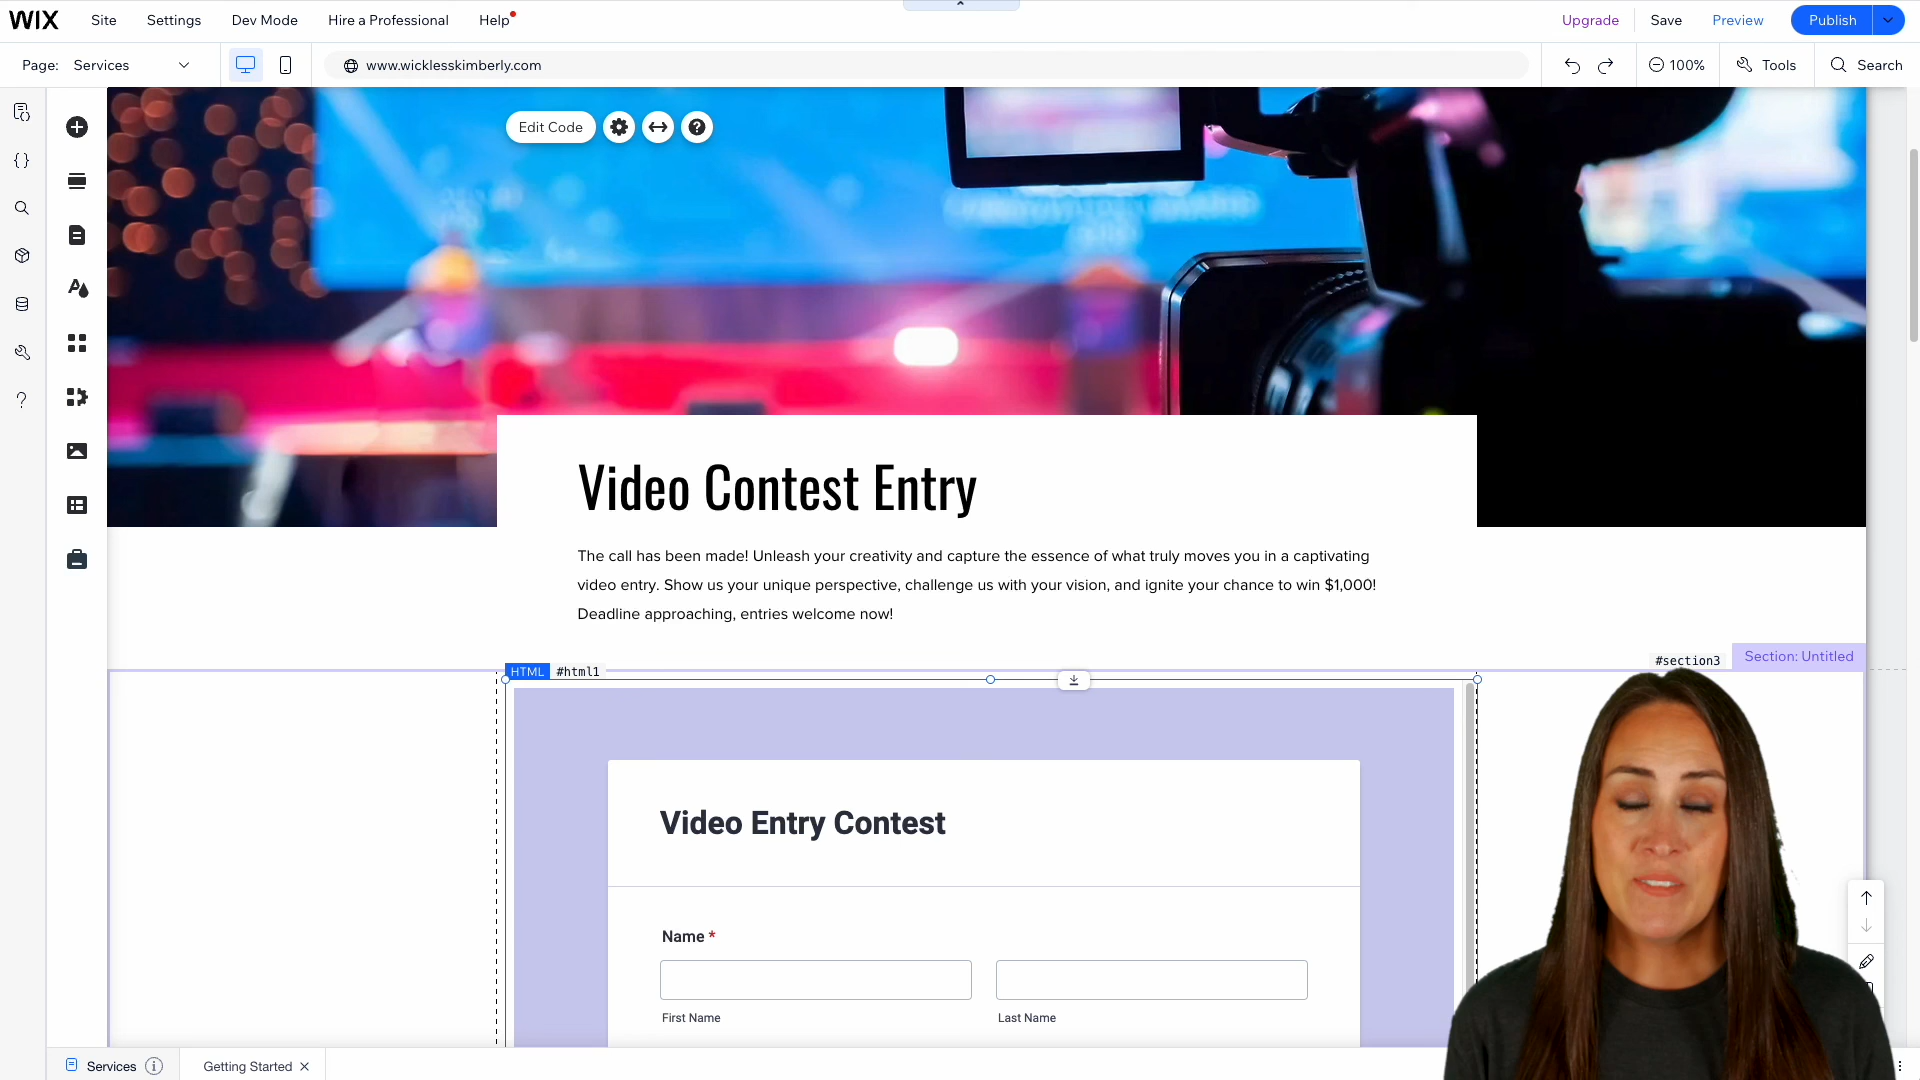 WIX Site Settings Dev Mode Hire a Professional Help Upgrade Save Preview Publish
Page: Services www.wicklesskimberly.com 100% Tools Search
Edit Code
Video Contest Entry
The call has been made! Unleash your creativity and capture the essence of what truly moves you in a captivating
video entry. Show us your unique perspective, challenge us with your vision, and ignite your chance to win $1,000!
Deadline approaching, entries welcome now!
#section3 Section: Untitled
HTML #html1
Video Entry Contest
Name *
First Name Last Name
Services Getting Started